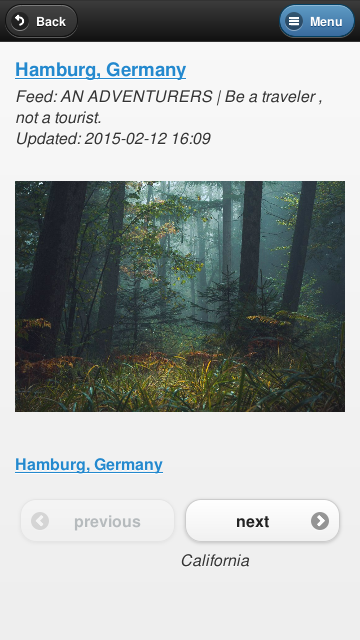 Back
Menu
Hamburg, Germany
Feed: AN ADVENTURERS | Be a traveler ,
not a tourist.
Updated: 2015-02-12 16:09
Hamburg, Germany
previous
next
California